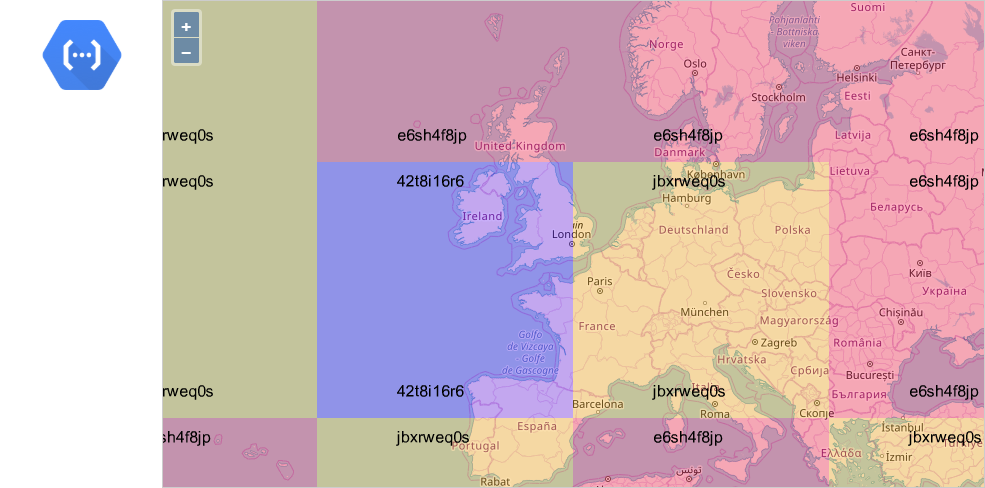 +
−
Suomi
Pohjanlahti
- Bottniska
viken
Norge
Oslo
Санкт-
Петербург
Helsinki
Stockholm
Eesti
rweq0s
e6sh4f8jp
e6sh4f8jp
e6sh4f8jp
United Kingdom
Latvija
Danmark
København
Lietuva
rweq0s
42t8i16r6
jbxrweq0s
e6sh4f8jp
Hamburg
Беларусь
Ireland
London
Deutschland
Polska
Paris
Česko
Київ
Slovensko
Україна
München
Magyarország
Chișinău
France
Golfo
de Vizcaya
- Golfe
de Gascogne
Zagreb
Hrvatska
România
Србија
București
rweq0s
42t8i16r6
jbxrweq0s
e6sh4f8jp
Italia
България
Barcelona
Roma
Скопје
España
Istanbul
sh4f8jp
jbxrweq0s
e6sh4f8jp
jbxrweq0s
Portugal
Ελλάδα
İzmir
Türkiye
تونس
Rabat